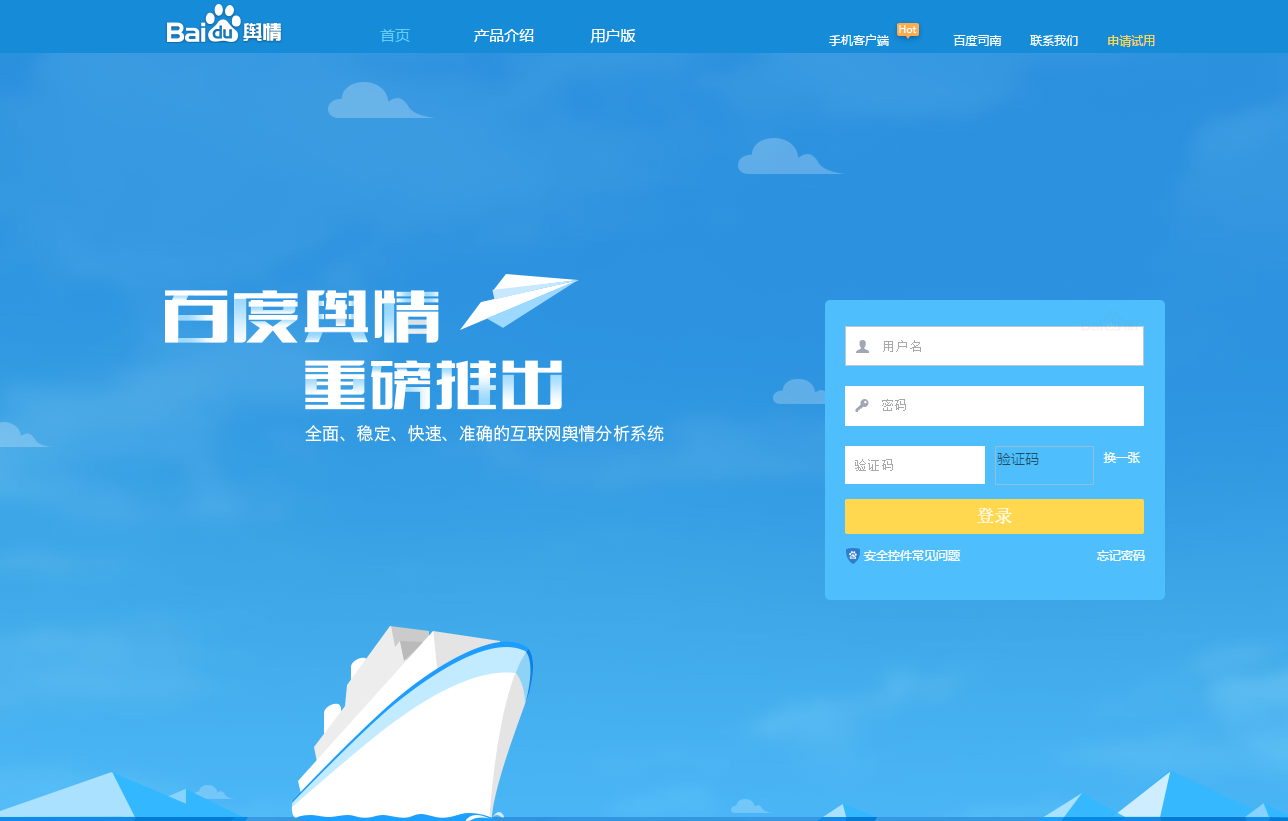 Baidu舆情
首页 产品介绍 用户版
手机客户端 Hot 百度司南 联系我们 申请试用
百度舆情
重磅推出
全面、稳定、快速、准确的互联网舆情分析系统
用户名
密码
验证码 验证码 换一张
登录
安全控件常见问题 忘记密码